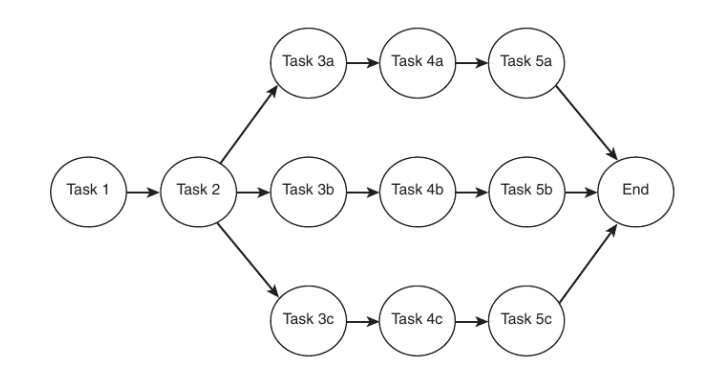 Task 3a
Task 4a
Task 5a
Task 1
Task 2
Task 3b
Task 4b
Task 5b
End
Task 3c
Task 4c
Task 5c